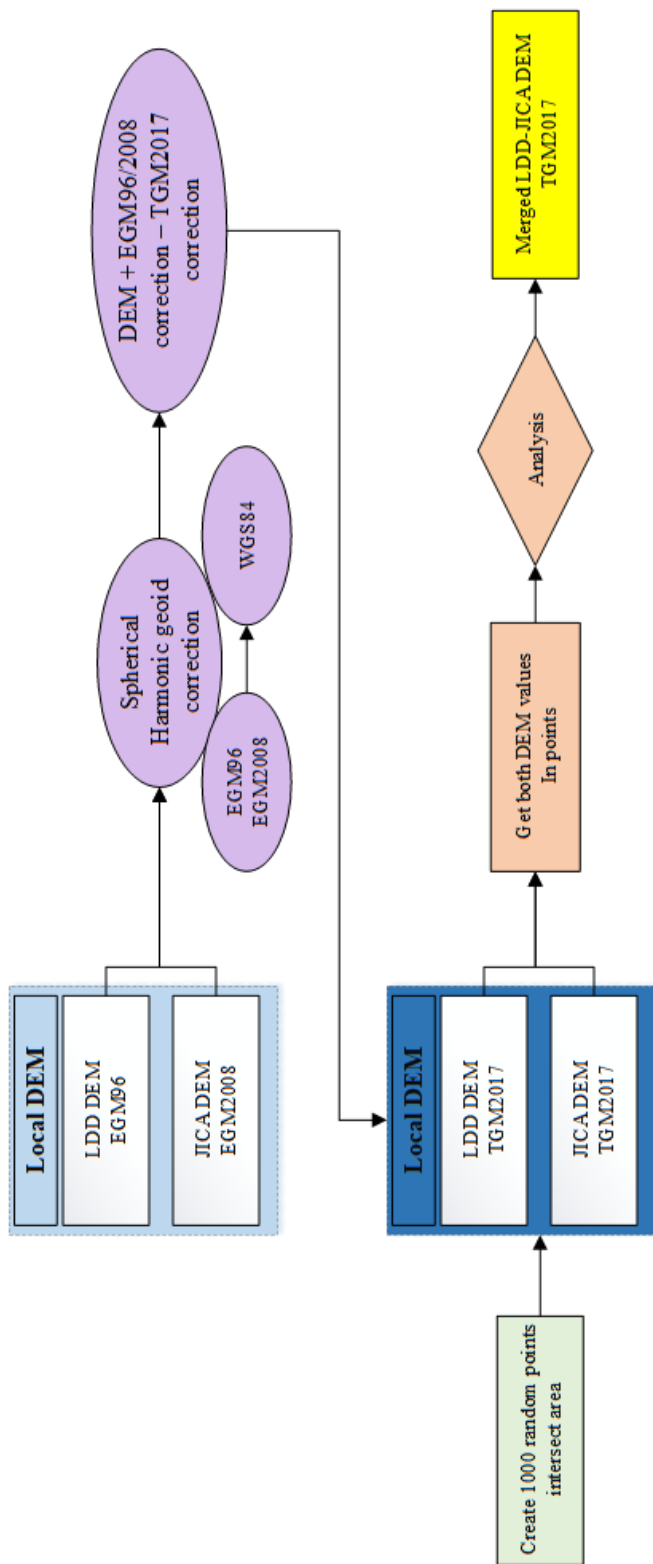 Local DEM
LDD DEM
EGM96
JICADEM
EGM2008
Spherical
Harmonic geoid
correction
EGM96
EGM2008
WGS84
DEM + EGM96/2008
correction – TGM2017
correction
Create 1000 random points
intersect area
Local DEM
LDD DEM
TGM2017
JICADEM
TGM2017
Get both DEM values
In points
Analysis
Merged LDD-JICADEM
TGM2017